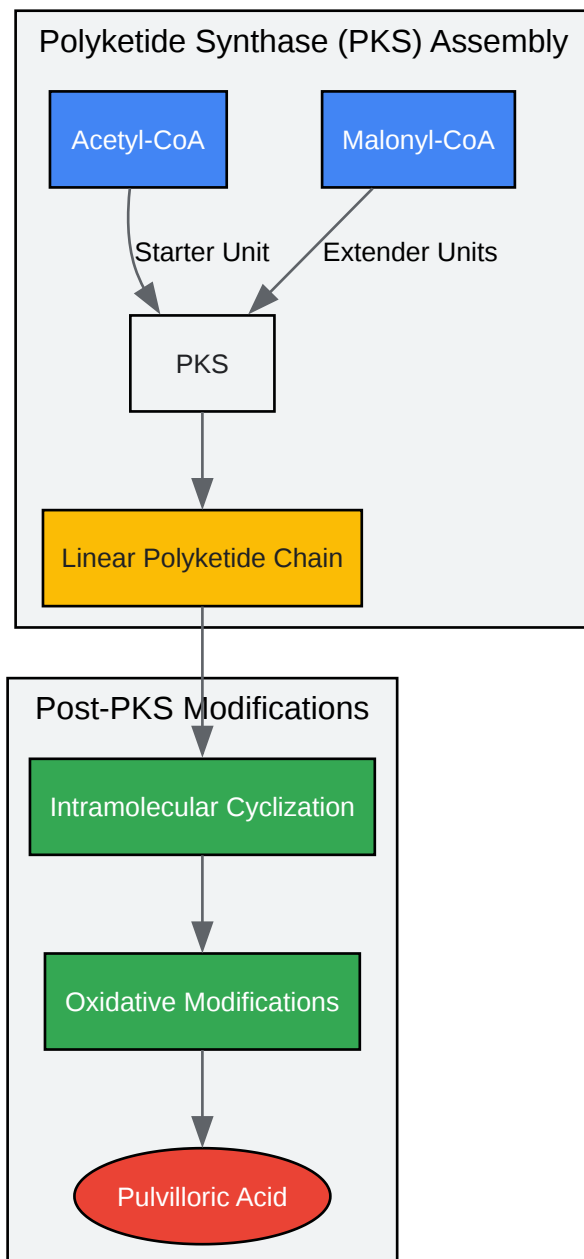 Polyketide Synthase (PKS) Assembly
Acetyl-CoA
Malonyl-CoA
Starter Unit
Extender Units
PKS
Linear Polyketide Chain
Post-PKS Modifications
Intramolecular Cyclization
Oxidative Modifications
Pulvilloric Acid